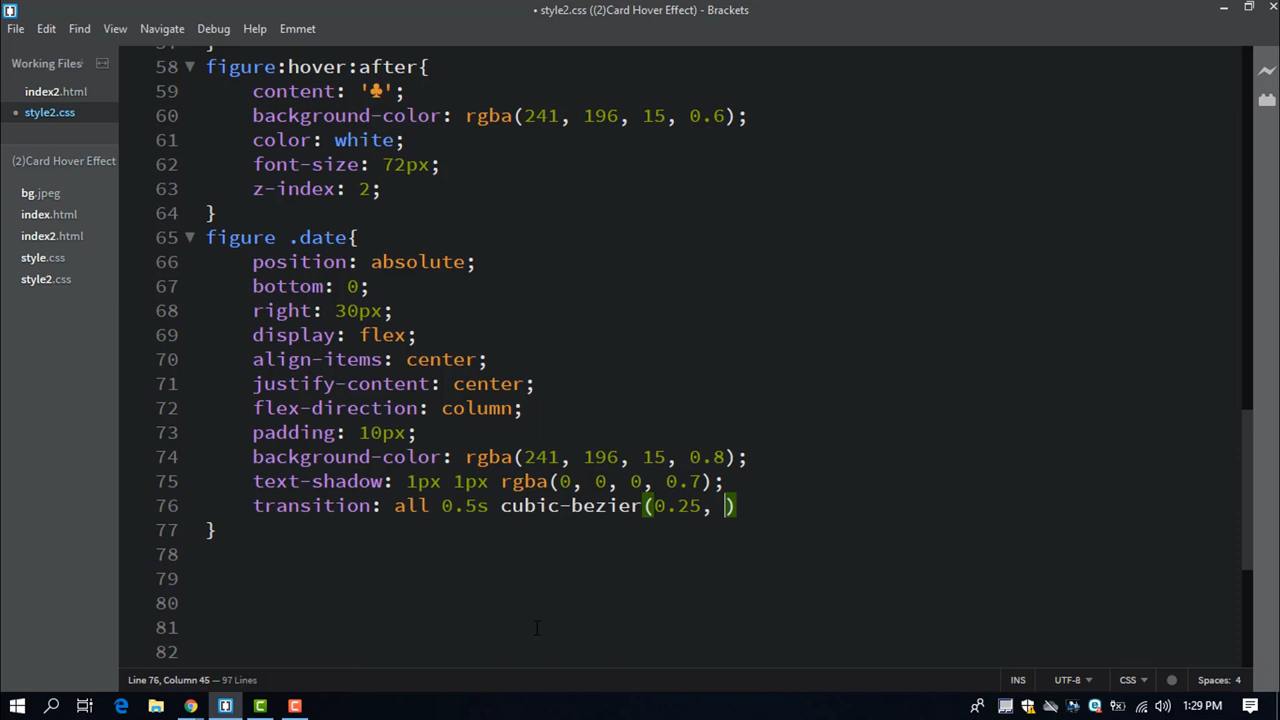 • style2.css ((2)Card Hover Effect) - Brackets
File Edit Find View Navigate Debug Help Emmet
Working Files
index2.html
• style2.css
(2)Card Hover Effect
bg.jpeg
index.html
index2.html
style.css
style2.css
58 figure:hover:after{
59 content: '♣';
60 background-color: rgba(241, 196, 15, 0.6);
61 color: white;
62 font-size: 72px;
63 z-index: 2;
64 }
65 figure .date{
66 position: absolute;
67 bottom: 0;
68 right: 30px;
69 display: flex;
70 align-items: center;
71 justify-content: center;
72 flex-direction: column;
73 padding: 10px;
74 background-color: rgba(241, 196, 15, 0.8);
75 text-shadow: 1px 1px rgba(0, 0, 0, 0.7);
76 transition: all 0.5s cubic-bezier(0.25, )
77 }
78
79
80
81
82
Line 76, Column 45 — 97 Lines
INS UTF-8 CSS Spaces: 4
1:29 PM